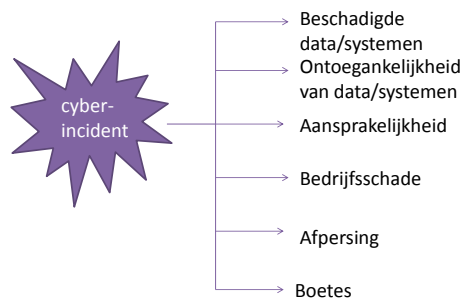 cyber-
incident
Beschadigde
data/systemen
Ontoegankelijkheid
van data/systemen
Aansprakelijkheid
Bedrijfsschade
Afpersing
Boetes